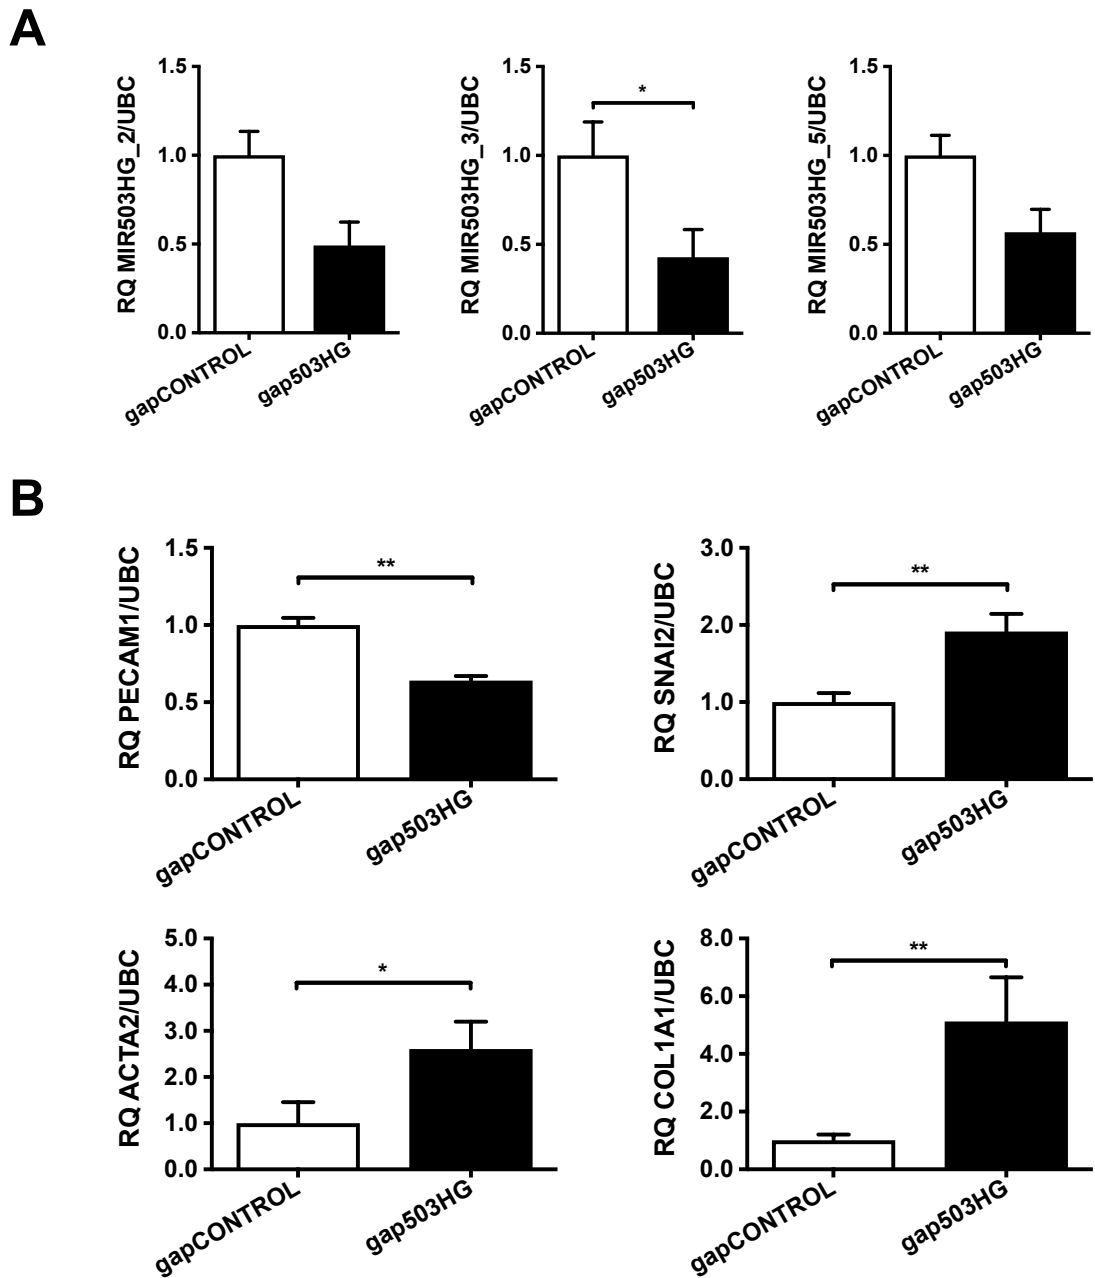 A
RQ MIR503HG_2/UBC
1.5
1.0
0.5
0.0
gapCONTROL
gap503HG
RQ MIR503HG_3/UBC
1.5
1.0
0.5
0.0
*
gapCONTROL
gap503HG
RQ MIR503HG_5/UBC
1.5
1.0
0.5
0.0
gapCONTROL
gap503HG
B
RQ PECAM1/UBC
1.5
1.0
0.5
0.0
**
gapCONTROL
gap503HG
RQ SNAI2/UBC
3.0
2.0
1.0
0.0
**
gapCONTROL
gap503HG
RQ ACTA2/UBC
5.0
4.0
3.0
2.0
1.0
0.0
*
gapCONTROL
gap503HG
RQ COL1A1/UBC
8.0
6.0
4.0
2.0
0.0
**
gapCONTROL
gap503HG